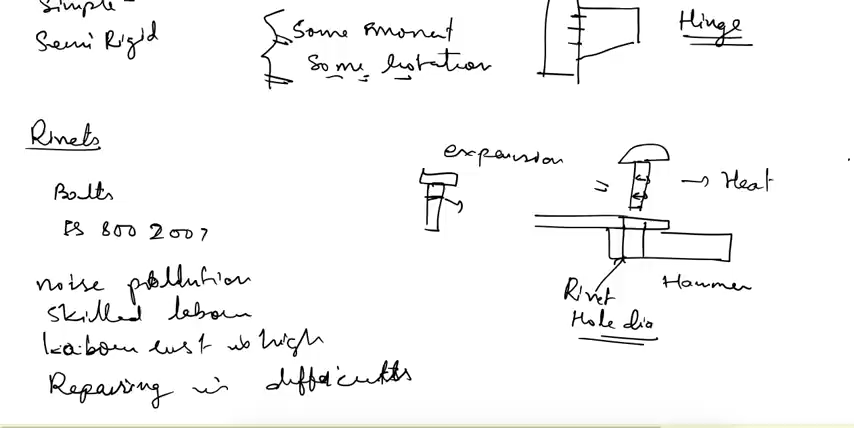 Simple -
Semi Rigid
Some moment
Some rotation
Hinge
Rivets
expansion
= → Heat
Bolts
IS 800 2007
noise pollution
skilled labour
Labour cost is high
Repairing is difficults
Hammer
Rivet
Hole dia